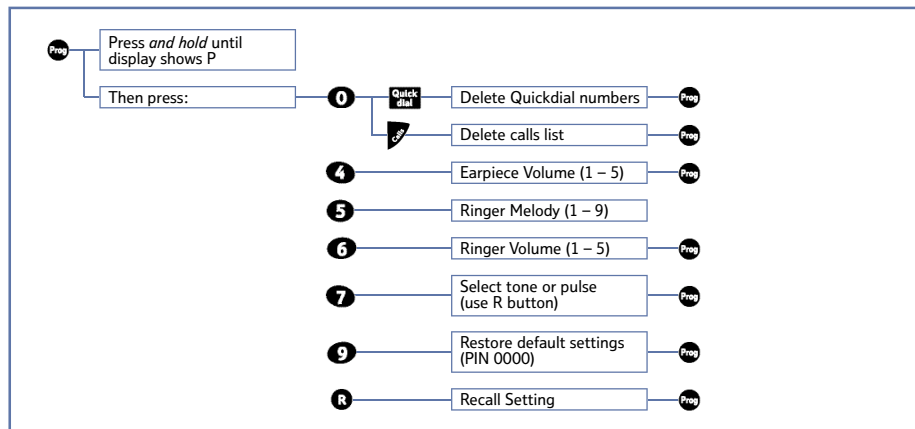 Prog
Press and hold until
display shows P
Then press:
0
Quick
dial
Delete Quickdial numbers
Prog
Calls
Delete calls list
Prog
4
Earpiece Volume (1 – 5)
Prog
5
Ringer Melody (1 – 9)
6
Ringer Volume (1 – 5)
Prog
7
Select tone or pulse
(use R button)
Prog
9
Restore default settings
(PIN 0000)
Prog
R
Recall Setting
Prog